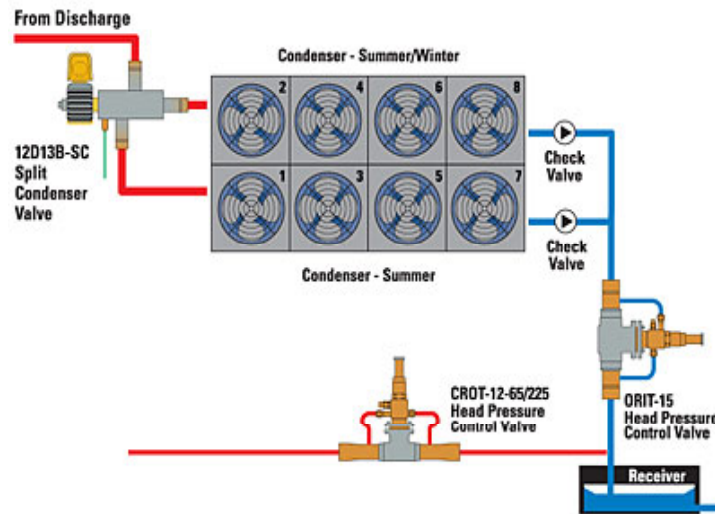 From Discharge
Condenser - Summer/Winter
2
4
6
8
12D13B-SC
Split
Condenser
Valve
1
3
5
7
Check
Valve
Check
Valve
Condenser - Summer
CROT-12-65/225
Head Pressure
Control Valve
ORIT-15
Head Pressure
Control Valve
Receiver